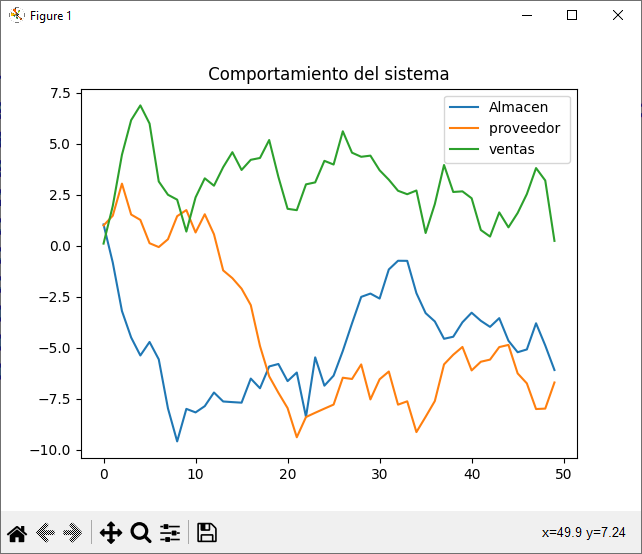 Figure 1
Comportamiento del sistema
7.5
5.0
2.5
0.0
−2.5
−5.0
−7.5
−10.0
Almacen
proveedor
ventas
0 10 20 30 40 50
x=49.9 y=7.24